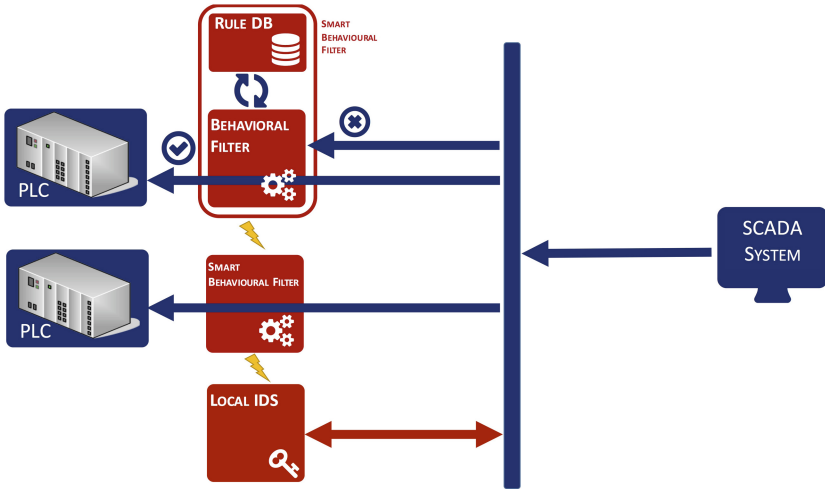 RULE DB
SMART
BEHAVIOURAL
FILTER
BEHAVIORAL
FILTER
PLC
SCADA
SYSTEM
SMART
BEHAVIOURAL FILTER
PLC
LOCAL IDS